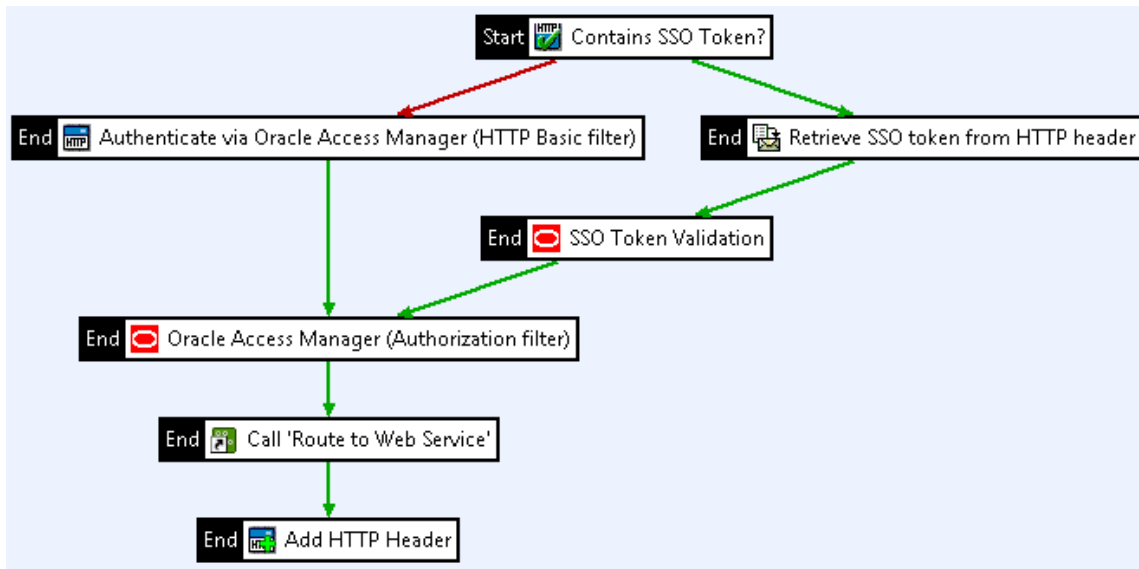 Start HTTP Contains SSO Token?
End HTTP Authenticate via Oracle Access Manager (HTTP Basic filter)
End Retrieve SSO token from HTTP header
End SSO Token Validation
End Oracle Access Manager (Authorization filter)
End Call 'Route to Web Service'
End Add HTTP Header